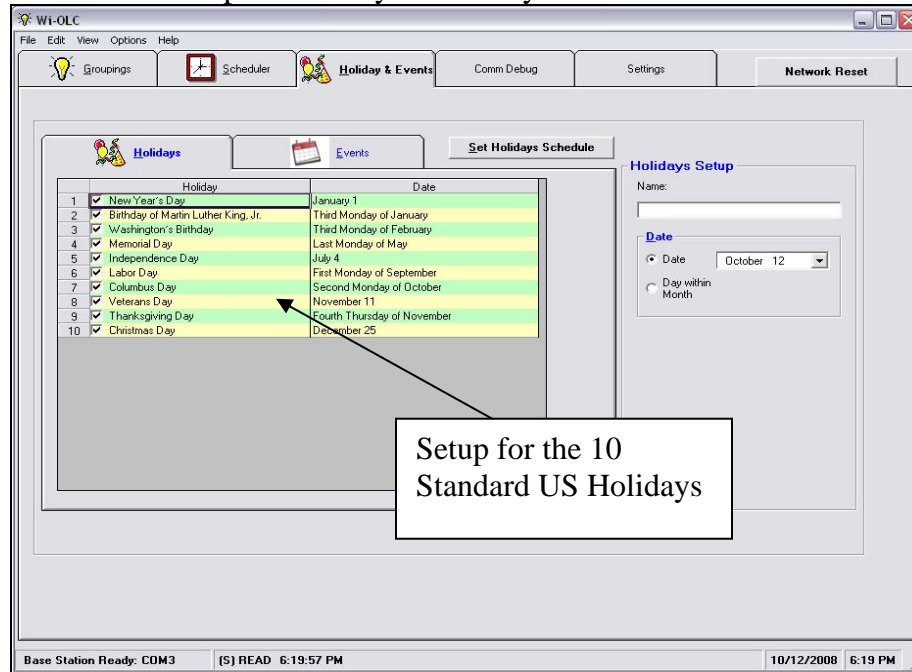 Wi-OLC
File Edit View Options Help
Groupings Scheduler Holiday & Events Comm Debug Settings Network Reset
Holidays Events Set Holidays Schedule
Holidays Setup
Holiday Date
1 New Year's Day January 1
2 Birthday of Martin Luther King, Jr. Third Monday of January
3 Washington's Birthday Third Monday of February
4 Memorial Day Last Monday of May
5 Independence Day July 4
6 Labor Day First Monday of September
7 Columbus Day Second Monday of October
8 Veterans Day November 11
9 Thanksgiving Day Fourth Thursday of November
10 Christmas Day December 25
Name:
Date
Date October 12
Day within
Month
Setup for the 10
Standard US Holidays
Base Station Ready: COM3 (S) READ 6:19:57 PM 10/12/2008 6:19 PM